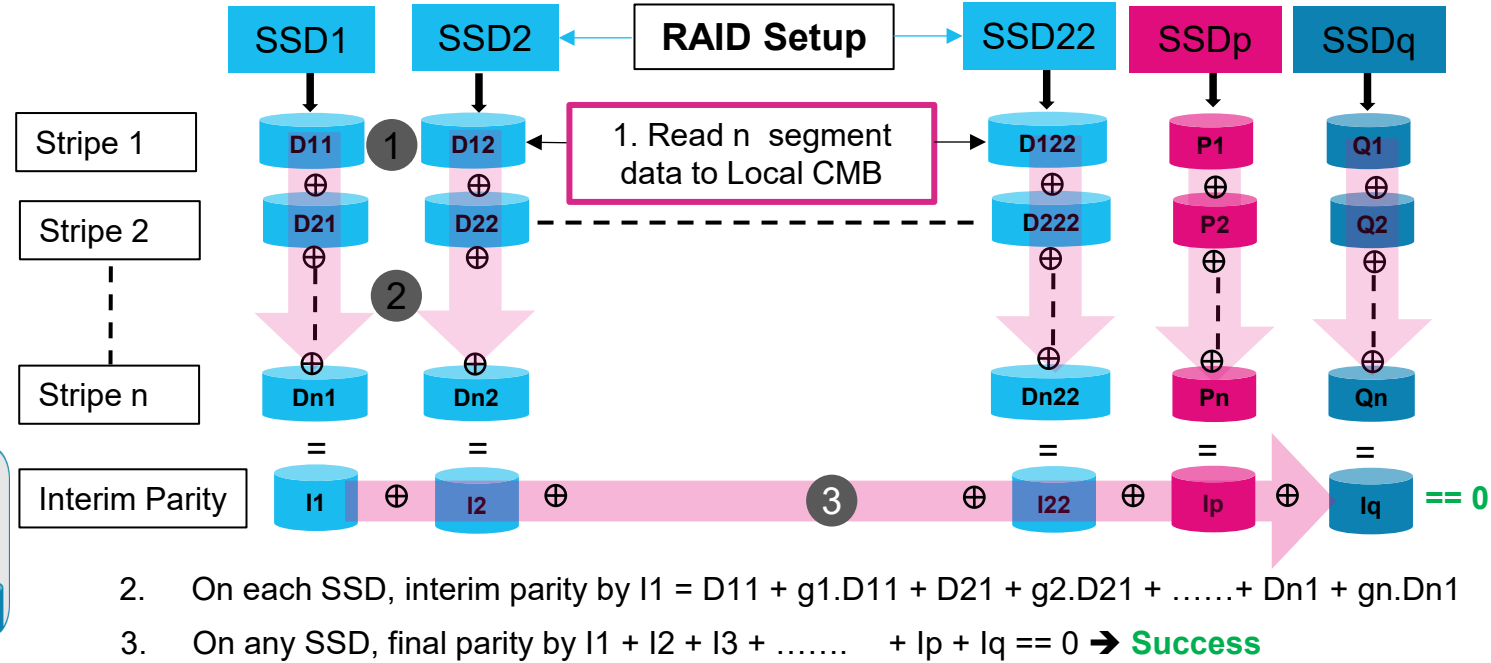 SSD1 SSD2 RAID Setup SSD22 SSDp SSDq
Stripe 1 D11 1 D12 1. Read n segment D122 P1 Q1
data to Local CMB
⊕ ⊕ ⊕ ⊕ ⊕
Stripe 2 D21 D22 D222 P2 Q2
⊕ ⊕ ⊕ ⊕ ⊕
2
⊕ ⊕ ⊕ ⊕ ⊕
Stripe n Dn1 Dn2 Dn22 Pn Qn
= = = = =
Interim Parity I1 ⊕ I2 ⊕ 3 ⊕ I22 ⊕ Ip ⊕ Iq == 0
2. On each SSD, interim parity by I1 = D11 + g1.D11 + D21 + g2.D21 + ……+ Dn1 + gn.Dn1
3. On any SSD, final parity by I1 + I2 + I3 + ……. + Ip + Iq == 0 ➔ Success